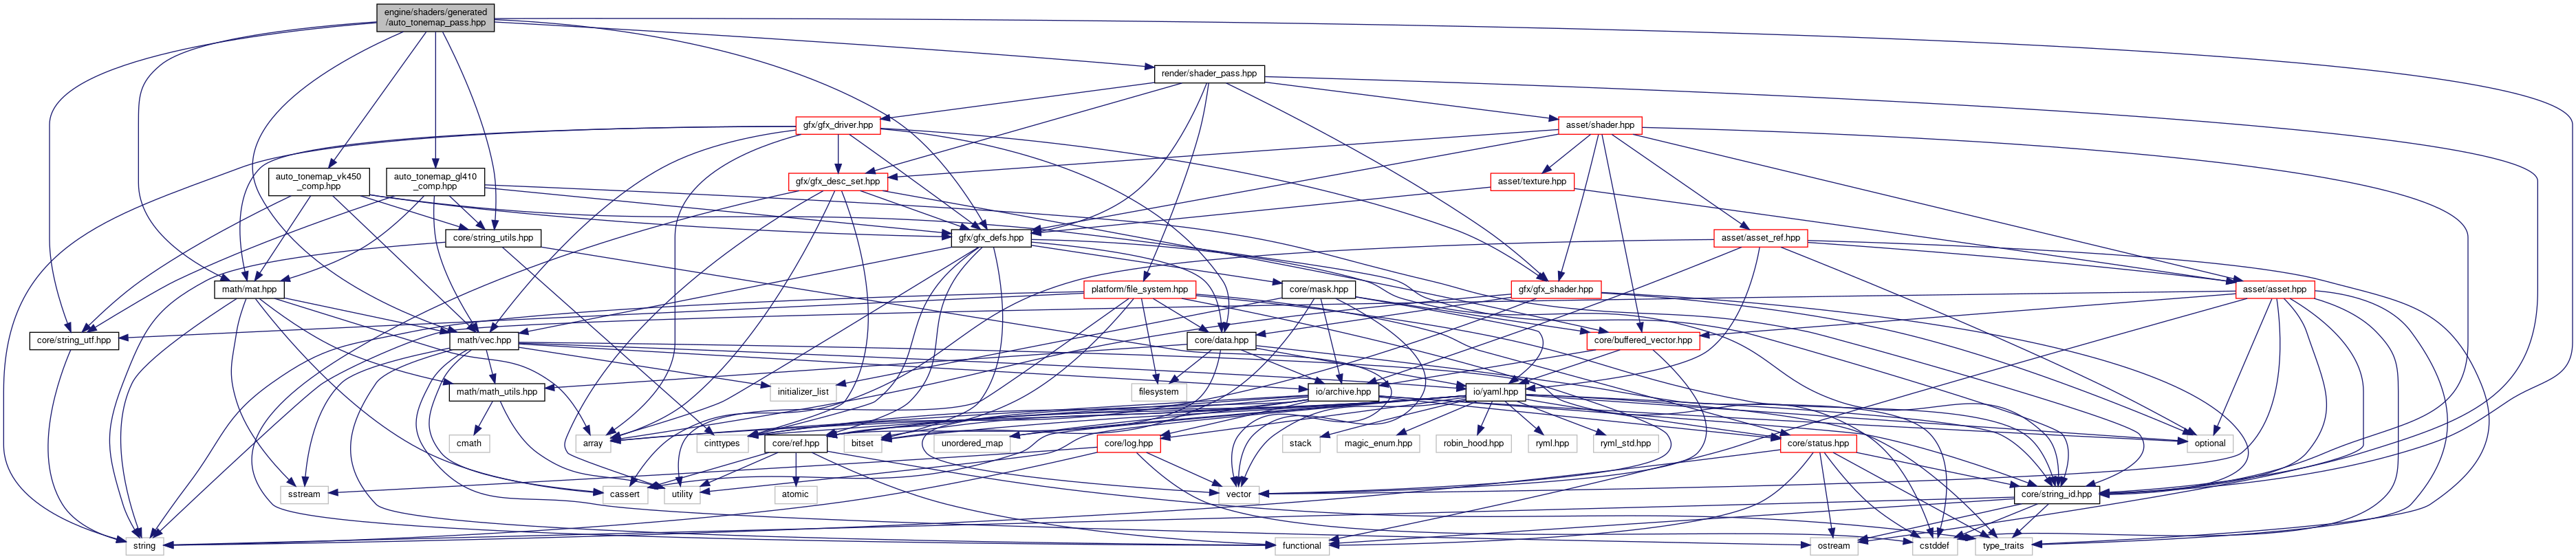 engine/shaders/generated
/auto_tonemap_pass.hpp
render/shader_pass.hpp
gfx/gfx_driver.hpp
asset/shader.hpp
auto_tonemap_vk450
_comp.hpp
auto_tonemap_gl410
_comp.hpp
gfx/gfx_desc_set.hpp
asset/texture.hpp
core/string_utils.hpp
gfx/gfx_defs.hpp
asset/asset_ref.hpp
math/mat.hpp
platform/file_system.hpp
core/mask.hpp
gfx/gfx_shader.hpp
asset/asset.hpp
core/string_utf.hpp
math/vec.hpp
core/data.hpp
core/buffered_vector.hpp
math/math_utils.hpp
initializer_list
filesystem
io/archive.hpp
io/yaml.hpp
cmath
array
cinttypes
core/ref.hpp
bitset
unordered_map
core/log.hpp
stack
magic_enum.hpp
robin_hood.hpp
ryml.hpp
ryml_std.hpp
core/status.hpp
optional
sstream
cassert
utility
atomic
vector
core/string_id.hpp
string
functional
ostream
cstddef
type_traits